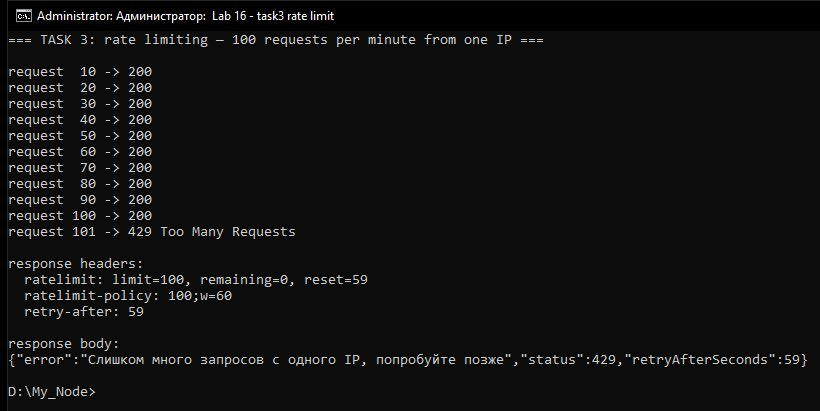 Administrator: Администратор:  Lab 16 - task3 rate limit
=== TASK 3: rate limiting — 100 requests per minute from one IP ===
request  10 -> 200
request  20 -> 200
request  30 -> 200
request  40 -> 200
request  50 -> 200
request  60 -> 200
request  70 -> 200
request  80 -> 200
request  90 -> 200
request 100 -> 200
request 101 -> 429 Too Many Requests
response headers:
  ratelimit: limit=100, remaining=0, reset=59
  ratelimit-policy: 100;w=60
  retry-after: 59
response body:
{"error":"Слишком много запросов с одного IP, попробуйте позже","status":429,"retryAfterSeconds":59}
D:\My_Node>